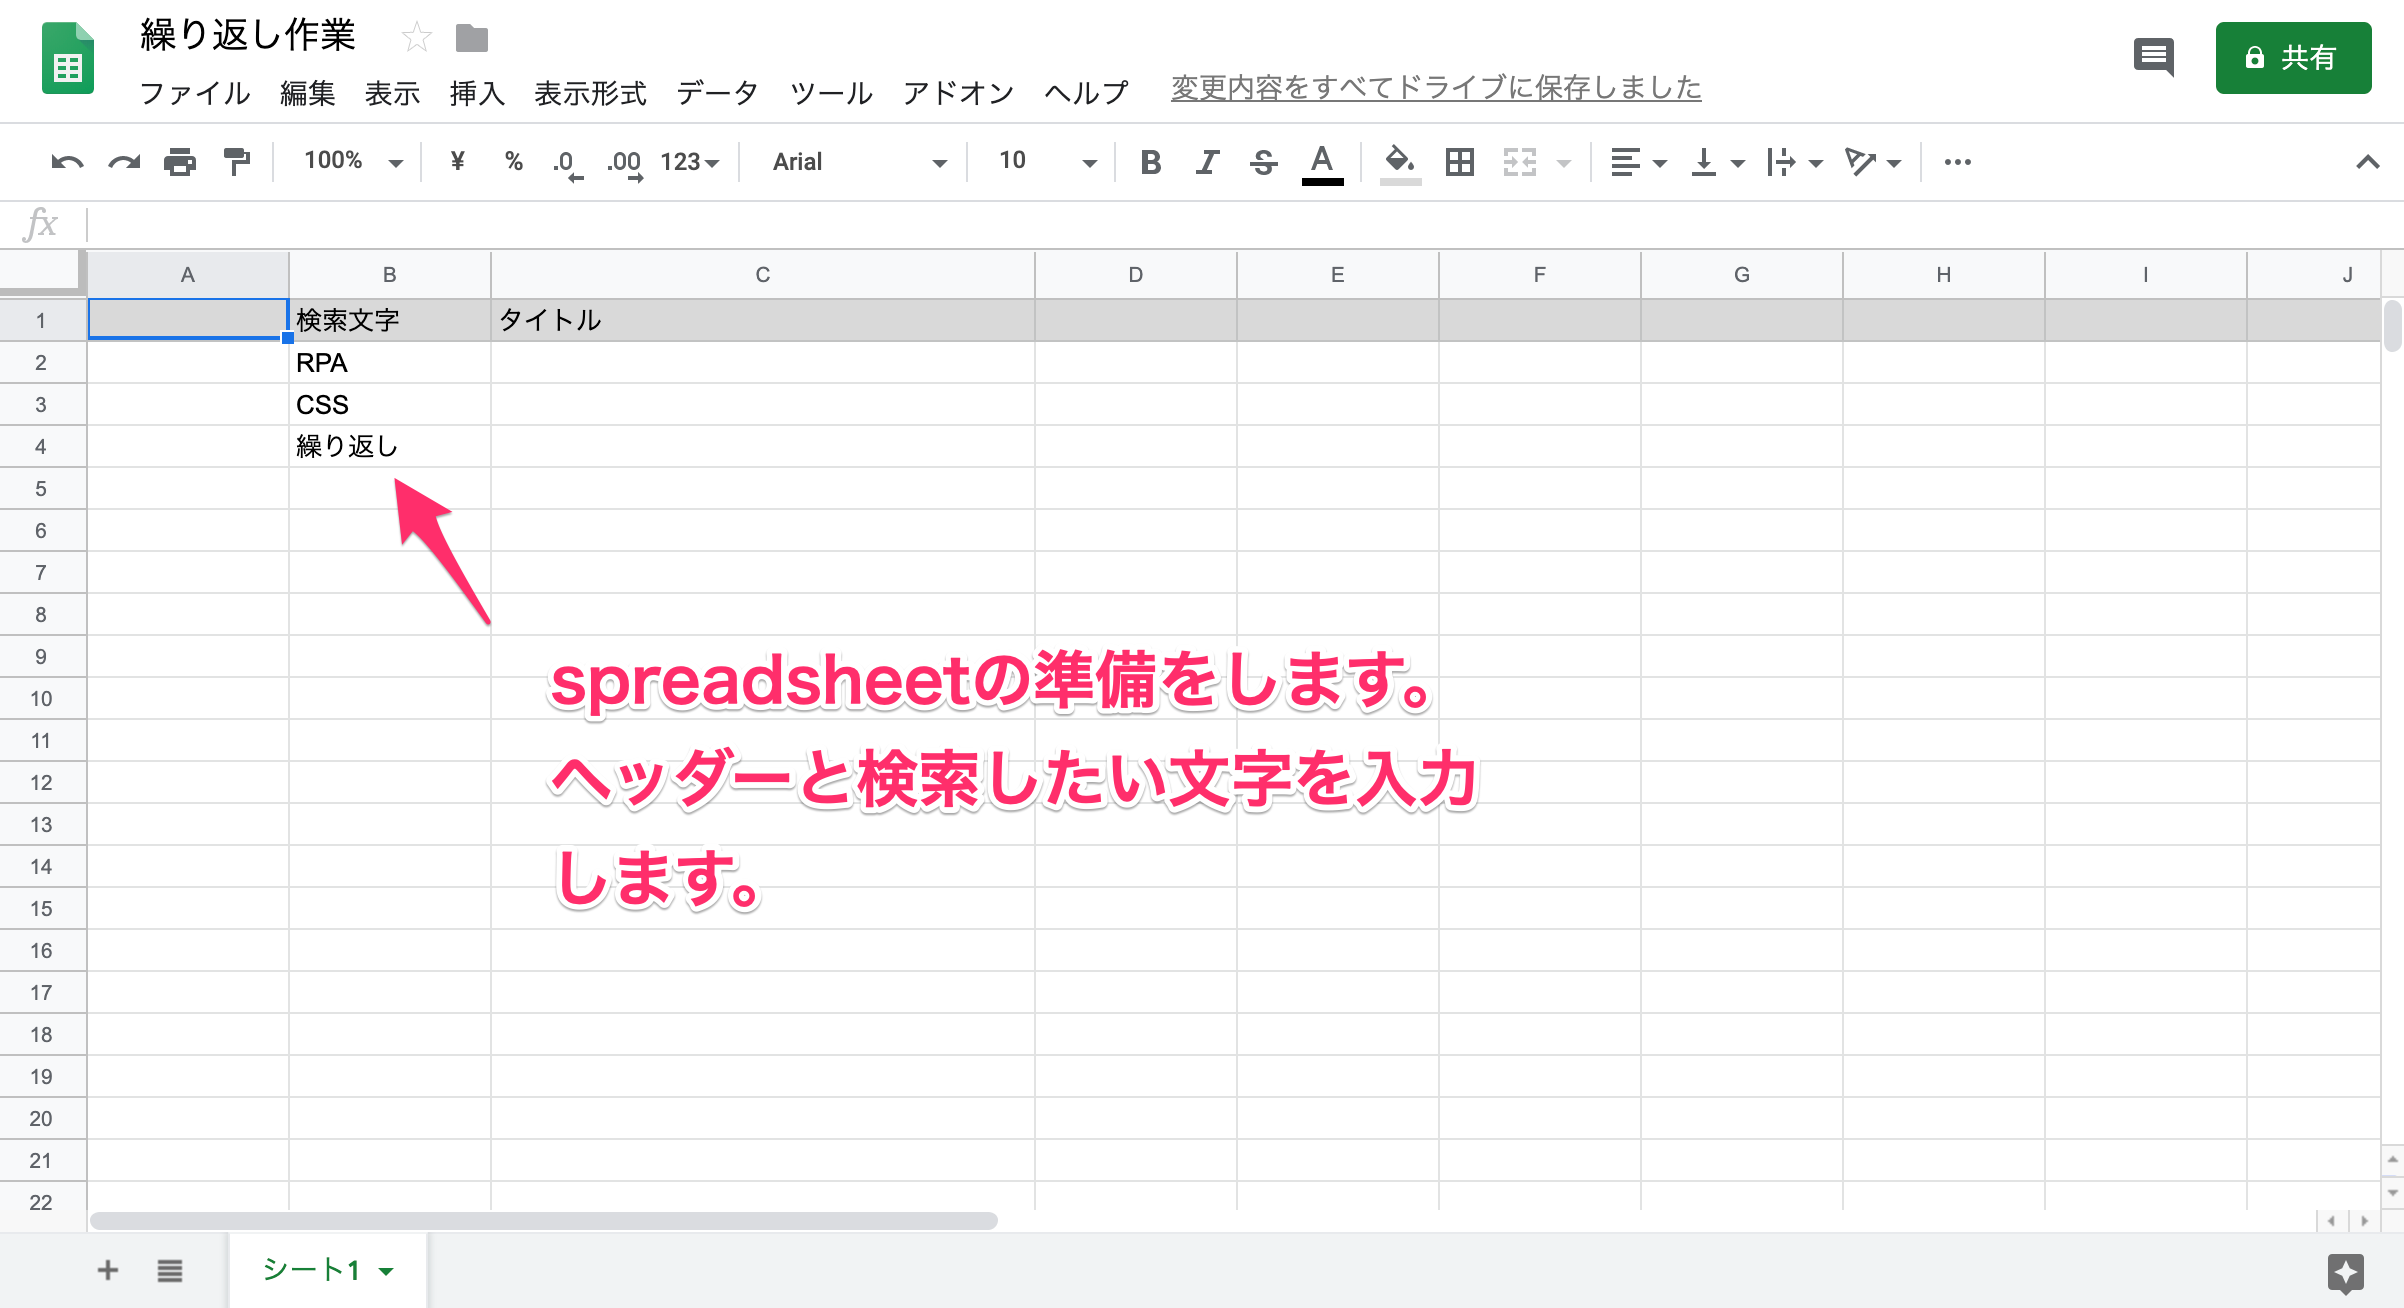 繰り返し作業
ファイル 編集 表示 挿入 表示形式 データ ツール アドオン ヘルプ 変更内容をすべてドライブに保存しました
共有
100% ¥ % .0 .00 123 Arial 10 B I S A
fx
A B C D E F G H I J
1 検索文字 タイトル
2 RPA
3 CSS
4 繰り返し
5
6
7
8
9
10
11
12
13
14
15
16
17
18
19
20
21
22
spreadsheetの準備をします。
ヘッダーと検索したい文字を入力
します。
シート1